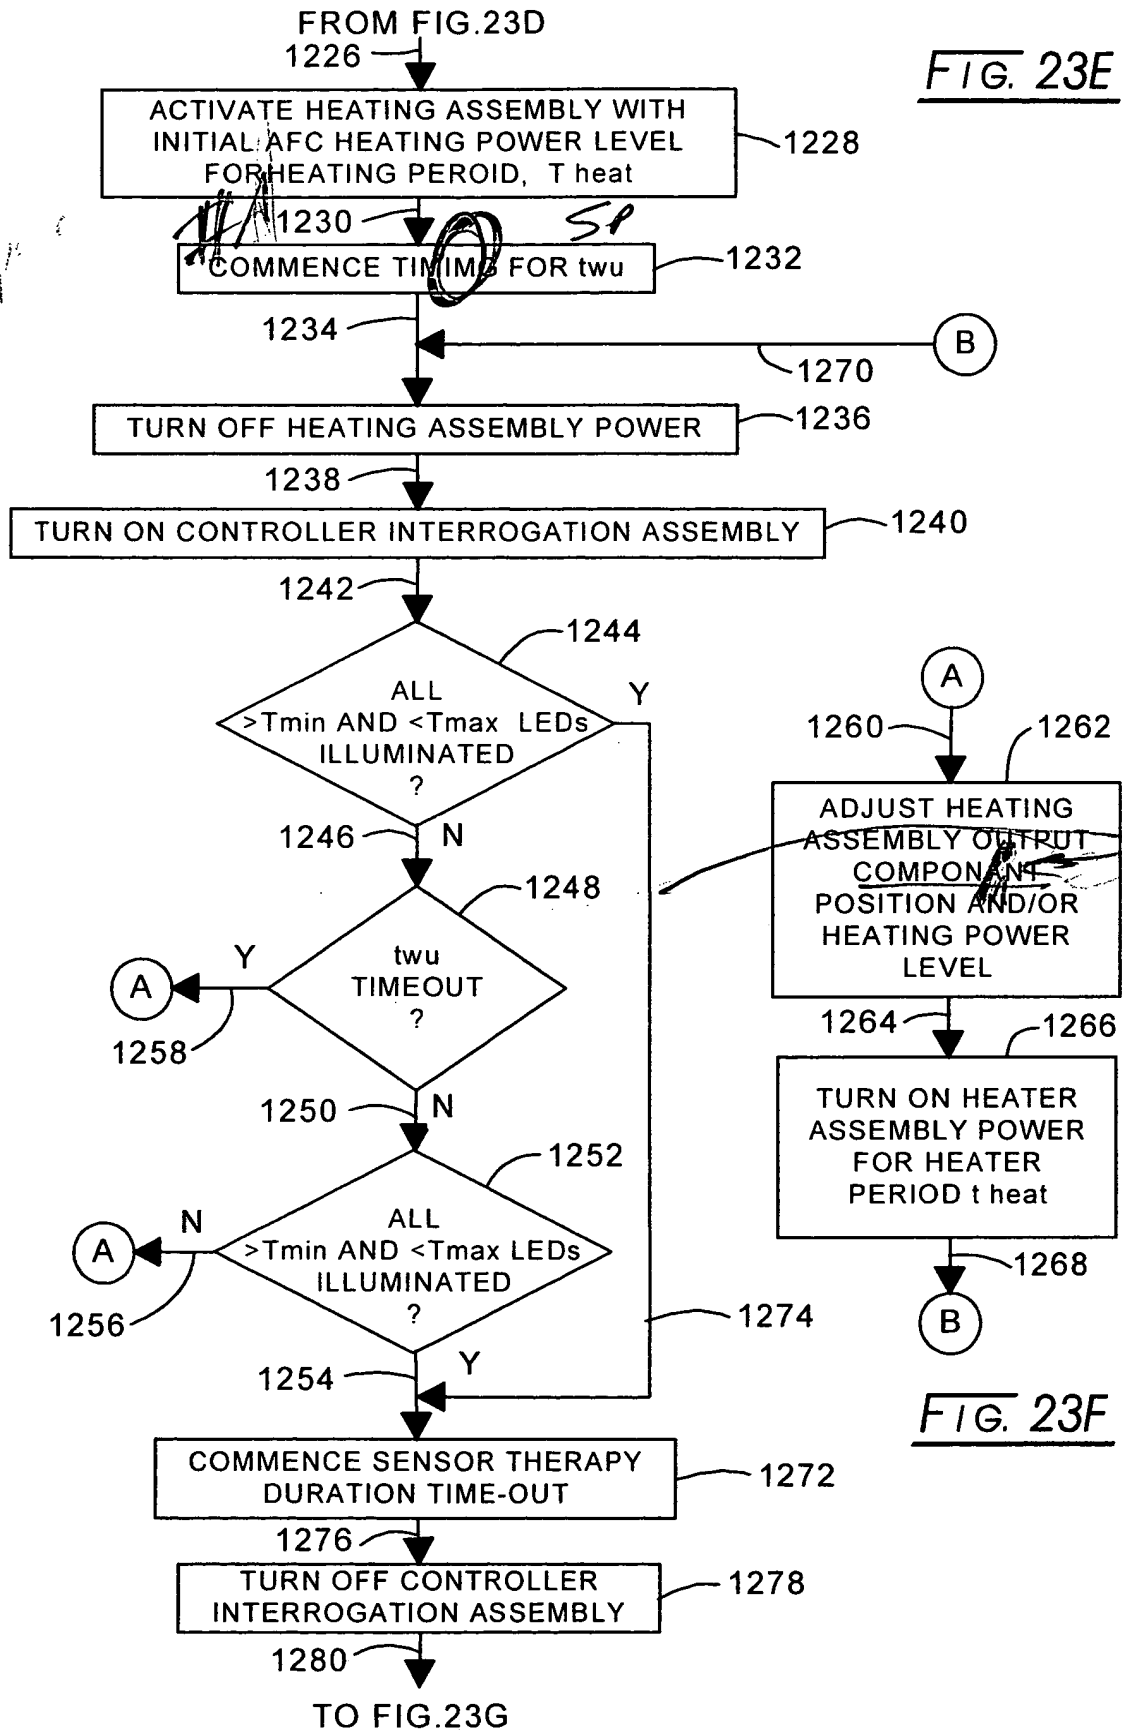 FROM FIG.23D
1226
FIG. 23E
ACTIVATE HEATING ASSEMBLY WITH
INITIAL AFC HEATING POWER LEVEL
FOR HEATING PEROID, T heat
1228
1230
SP
COMMENCE TIMIMG FOR twu
1232
1234
B
1270
TURN OFF HEATING ASSEMBLY POWER
1236
1238
TURN ON CONTROLLER INTERROGATION ASSEMBLY
1240
1242
1244
ALL
>Tmin AND <Tmax LEDs
ILLUMINATED
?
Y
1246
N
1248
twu
TIMEOUT
?
Y
A
1258
1250
N
1252
ALL
>Tmin AND <Tmax LEDs
ILLUMINATED
?
N
A
1256
1274
1254
Y
COMMENCE SENSOR THERAPY
DURATION TIME-OUT
1272
1276
TURN OFF CONTROLLER
INTERROGATION ASSEMBLY
1278
1280
TO FIG.23G
A
1260
1262
ADJUST HEATING
ASSEMBLY OUTPUT
COMPONANT
POSITION AND/OR
HEATING POWER
LEVEL
1264
1266
TURN ON HEATER
ASSEMBLY POWER
FOR HEATER
PERIOD t heat
1268
B
FIG. 23F